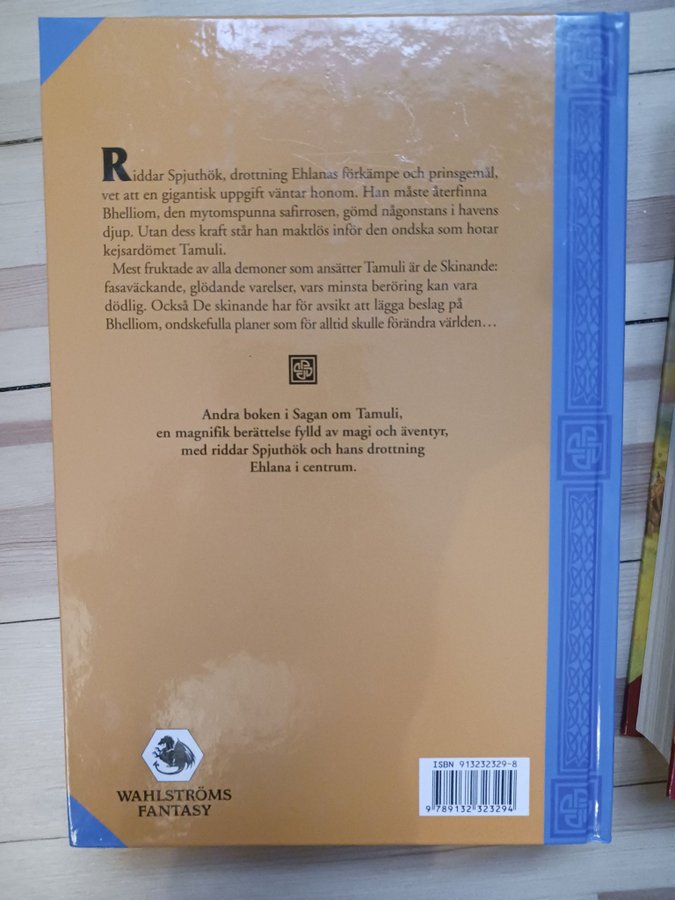 Riddar Spjuthök, drottning Ehlanas förkämpe och prinsgemål,
vet att en gigantisk uppgift väntar honom. Han måste återfinna
Bhelliom, den mytomspunna safirrosen, gömd någonstans i havens
djup. Utan dess kraft står han maktlös inför den ondska som hotar
kejsardömet Tamuli.
Mest fruktade av alla demoner som ansätter Tamuli är de Skinande:
fasaväckande, glödande varelser, vars minsta beröring kan vara
dödlig. Också De skinande har för avsikt att lägga beslag på
Bhelliom, ondskefulla planer som för alltid skulle förändra världen…
Andra boken i Sagan om Tamuli,
en magnifik berättelse fylld av magi och äventyr,
med riddar Spjuthök och hans drottning
Ehlana i centrum.
WAHLSTRÖMS
FANTASY
ISBN 913232329-8
9 789132 323294